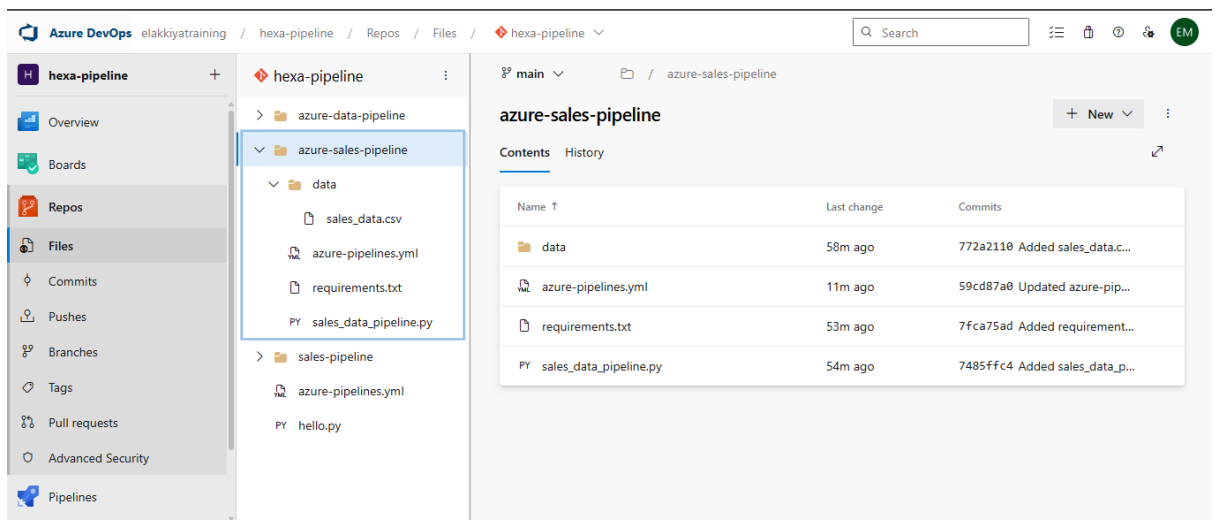 Azure DevOps elakkiyatraining / hexa-pipeline / Repos / Files / hexa-pipeline
Search
EM
H hexa-pipeline +
Overview
Boards
Repos
Files
Commits
Pushes
Branches
Tags
Pull requests
Advanced Security
Pipelines
hexa-pipeline
azure-data-pipeline
azure-sales-pipeline
data
sales_data.csv
YML azure-pipelines.yml
requirements.txt
PY sales_data_pipeline.py
sales-pipeline
YML azure-pipelines.yml
PY hello.py
main / azure-sales-pipeline
azure-sales-pipeline
+ New
Contents History
Name ↑ Last change Commits
data 58m ago 772a2110 Added sales_data.c...
YML azure-pipelines.yml 11m ago 59cd87a0 Updated azure-pip...
requirements.txt 53m ago 7fca75ad Added requirement...
PY sales_data_pipeline.py 54m ago 7485ffc4 Added sales_data_p...